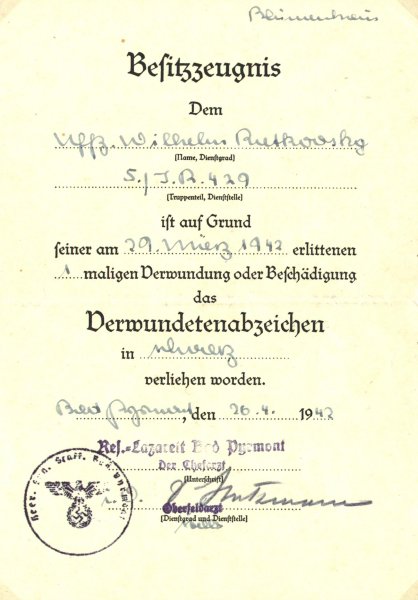 Blumenhaus
Besitzzeugnis
Dem
Uffz. Wilhelm Rutkowsky
(Name, Dienstgrad)
5./J.R. 429
(Truppenteil, Dienststelle)
ist auf Grund
seiner am 29. März 1942 erlittenen
1 maligen Verwundung oder Beschädigung
das
Verwundetenabzeichen
in schwarz
verliehen worden.
Bad Pyrmont, den 26.4. 1942
Res.-Lazarett Bad Pyrmont
Der Chefarzt
(Unterschrift)
Oberfeldarzt
(Dienstgrad und Dienststelle)